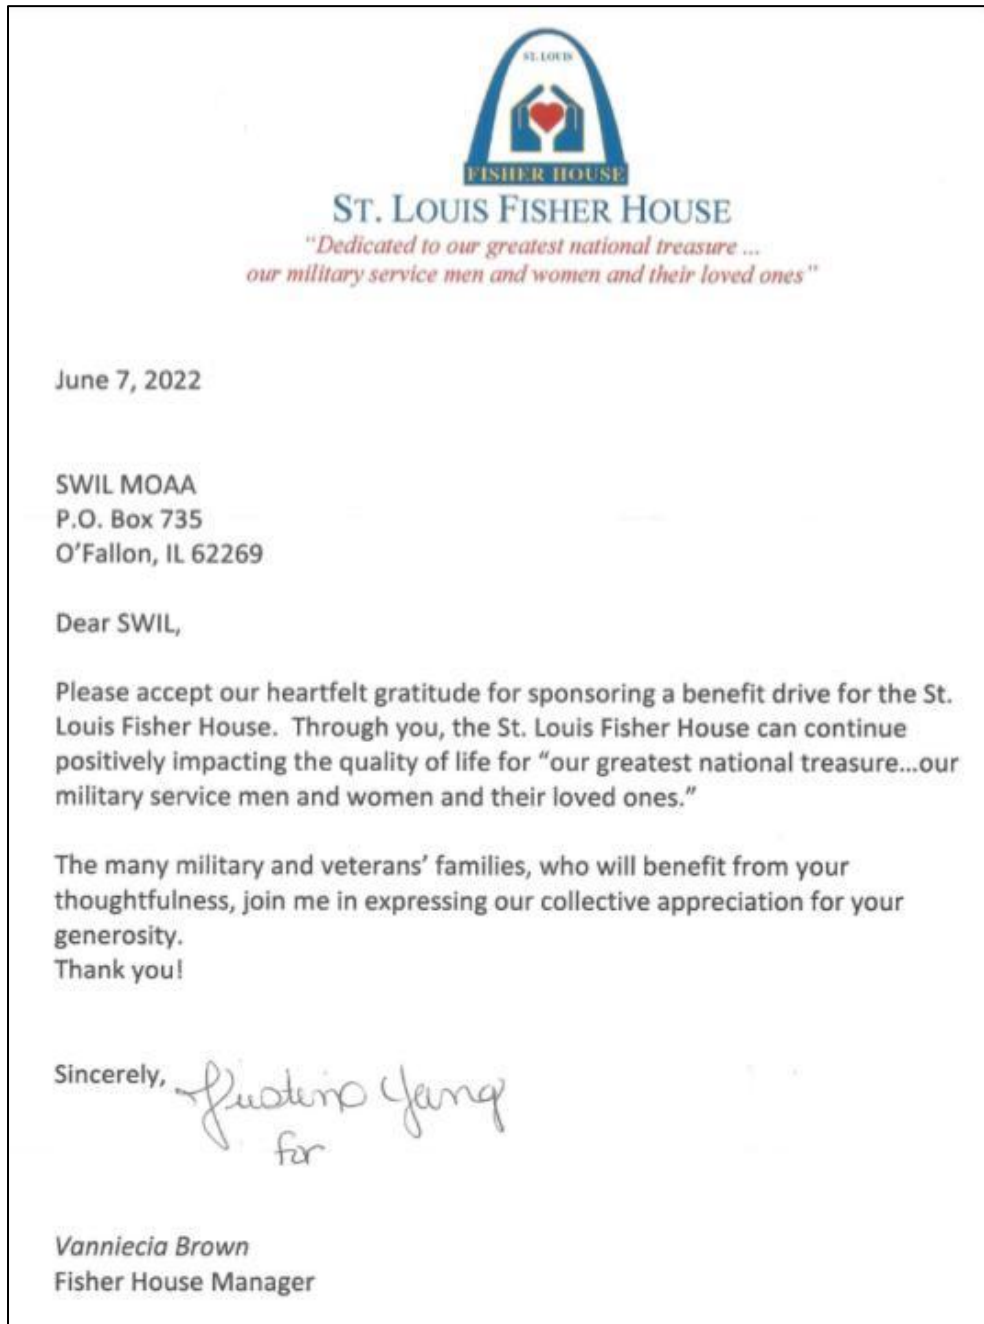 ST. LOUIS
FISHER HOUSE
ST. LOUIS FISHER HOUSE
"Dedicated to our greatest national treasure ...
our military service men and women and their loved ones"
June 7, 2022
SWIL MOAA
P.O. Box 735
O'Fallon, IL 62269
Dear SWIL,
Please accept our heartfelt gratitude for sponsoring a benefit drive for the St.
Louis Fisher House.  Through you, the St. Louis Fisher House can continue
positively impacting the quality of life for “our greatest national treasure...our
military service men and women and their loved ones.”
The many military and veterans’ families, who will benefit from your
thoughtfulness, join me in expressing our collective appreciation for your
generosity.
Thank you!
Sincerely,
Yang
for
Vanniecia Brown
Fisher House Manager